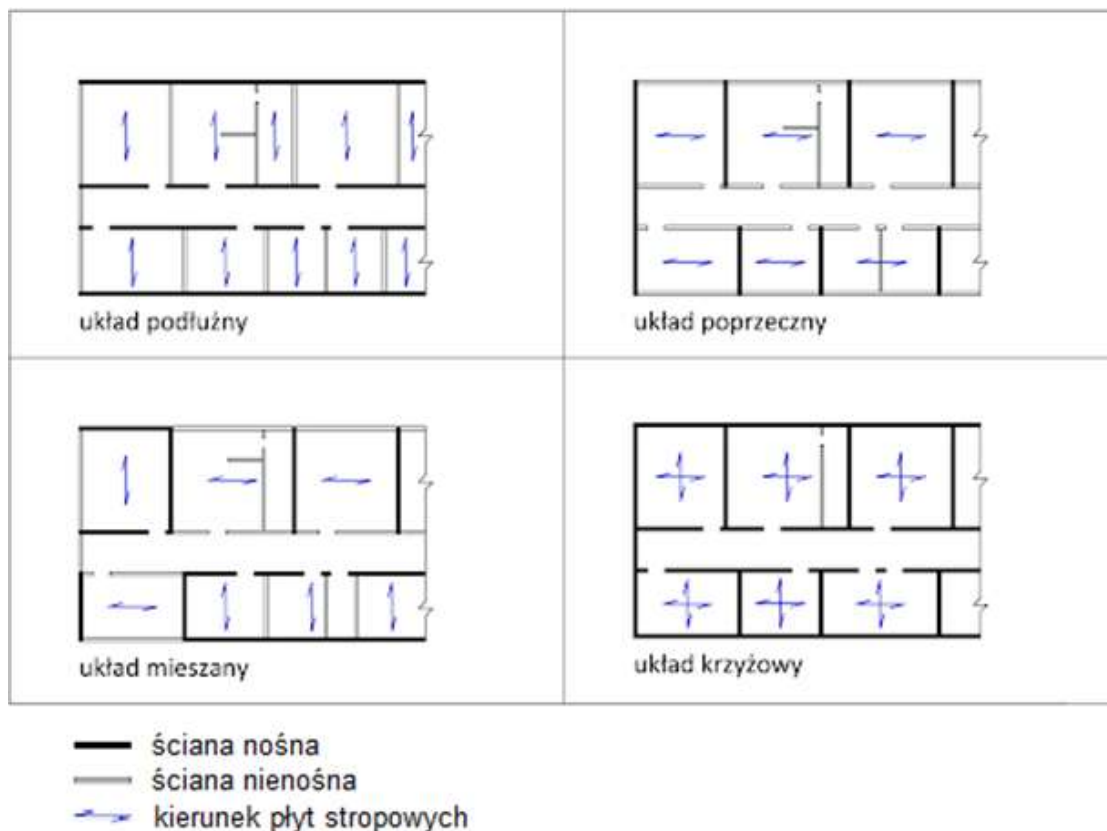 układ podłużny
układ poprzeczny
układ mieszany
układ krzyżowy
ściana nośna
ściana nienośna
kierunek płyt stropowych